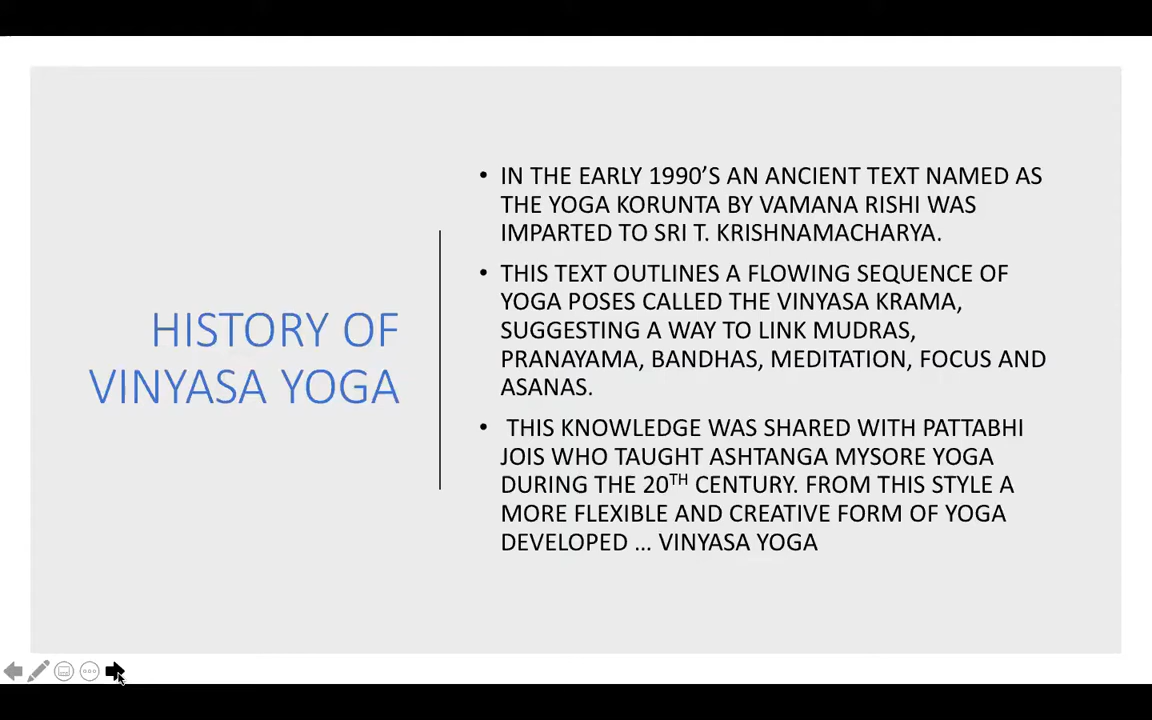 HISTORY OF
VINYASA YOGA
• IN THE EARLY 1990'S AN ANCIENT TEXT NAMED AS
THE YOGA KORUNTA BY VAMANA RISHI WAS
IMPARTED TO SRI T. KRISHNAMACHARYA.
• THIS TEXT OUTLINES A FLOWING SEQUENCE OF
YOGA POSES CALLED THE VINYASA KRAMA,
SUGGESTING A WAY TO LINK MUDRAS,
PRANAYAMA, BANDHAS, MEDITATION, FOCUS AND
ASANAS.
• THIS KNOWLEDGE WAS SHARED WITH PATTABHI
JOIS WHO TAUGHT ASHTANGA MYSORE YOGA
DURING THE 20TH CENTURY. FROM THIS STYLE A
MORE FLEXIBLE AND CREATIVE FORM OF YOGA
DEVELOPED … VINYASA YOGA